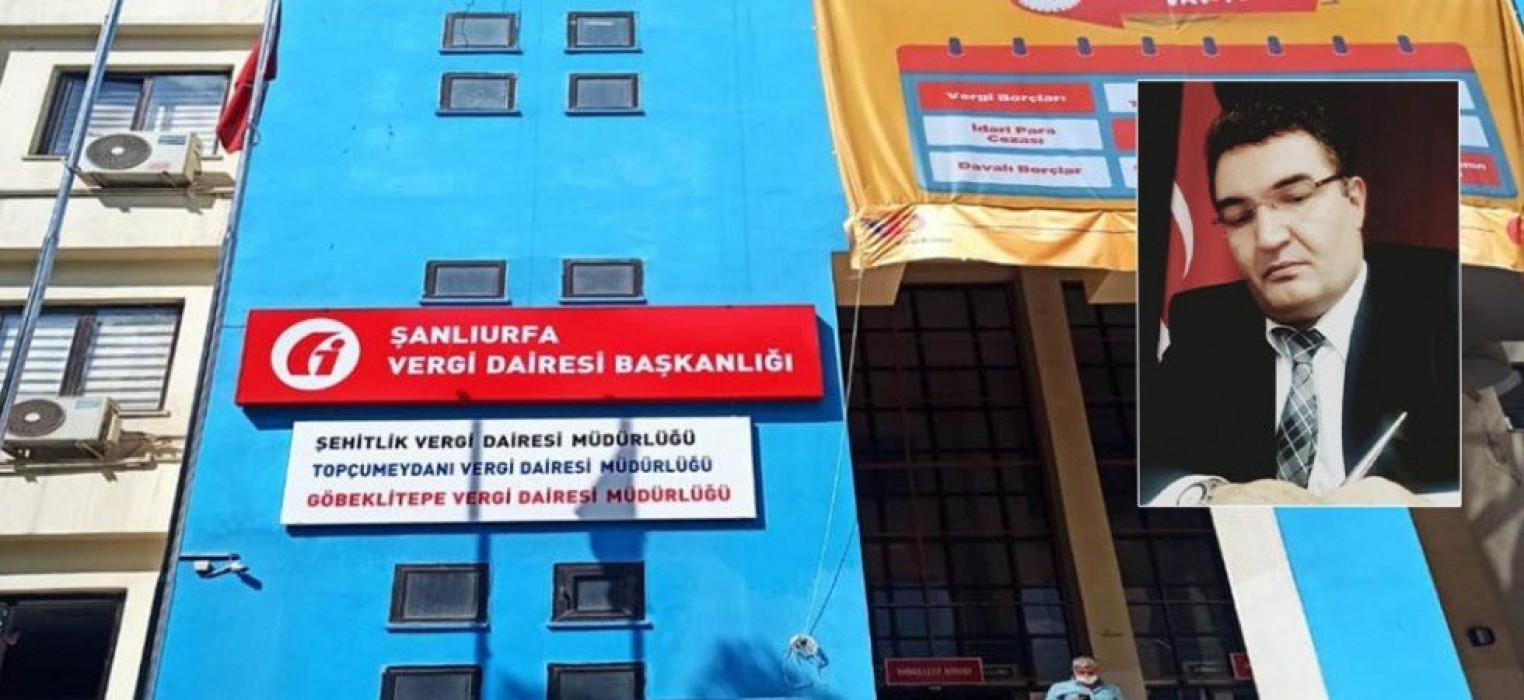 Vergi Borçları
İdari Para
Cezası
Davalı Borçlar
ŞANLIURFA
VERGİ DAİRESİ BAŞKANLIĞI
ŞEHİTLİK VERGİ DAİRESİ MÜDÜRLÜĞÜ
TOPÇUMEYDANI VERGİ DAİRESİ MÜDÜRLÜĞÜ
GÖBEKLİTEPE VERGİ DAİRESİ MÜDÜRLÜĞÜ